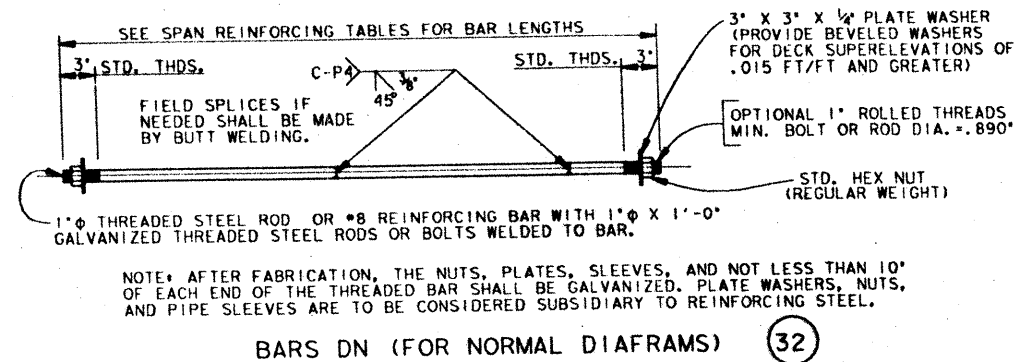 SEE SPAN REINFORCING TABLES FOR BAR LENGTHS
3" STD. THDS.
STD. THDS. 3"
C-P4
3/8"
45°
FIELD SPLICES IF
NEEDED SHALL BE MADE
BY BUTT WELDING.
3" X 3" X 1/4" PLATE WASHER
(PROVIDE BEVELED WASHERS
FOR DECK SUPERELEVATIONS OF
.015 FT/FT AND GREATER)
OPTIONAL 1" ROLLED THREADS
MIN. BOLT OR ROD DIA.=.890"
STD. HEX NUT
(REGULAR WEIGHT)
1"ϕ THREADED STEEL ROD OR #8 REINFORCING BAR WITH 1"ϕ X 1'-0"
GALVANIZED THREADED STEEL RODS OR BOLTS WELDED TO BAR.
NOTE: AFTER FABRICATION, THE NUTS, PLATES, SLEEVES, AND NOT LESS THAN 10"
OF EACH END OF THE THREADED BAR SHALL BE GALVANIZED. PLATE WASHERS, NUTS,
AND PIPE SLEEVES ARE TO BE CONSIDERED SUBSIDIARY TO REINFORCING STEEL.
BARS DN (FOR NORMAL DIAFRAMS) 32